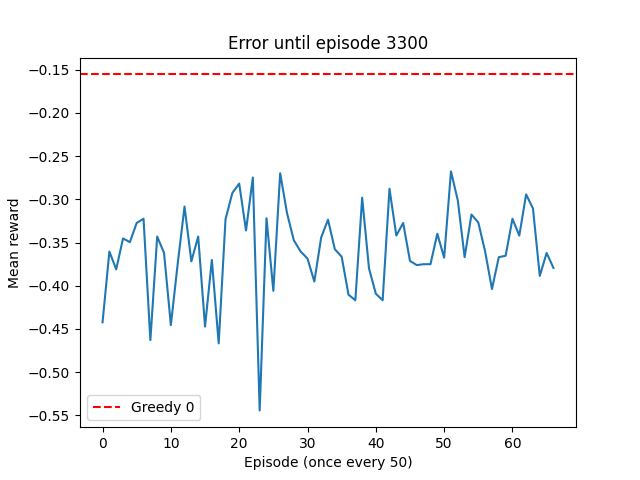 Error until episode 3300
Mean reward
−0.15
−0.20
−0.25
−0.30
−0.35
−0.40
−0.45
−0.50
−0.55
Greedy 0
0 10 20 30 40 50 60
Episode (once every 50)